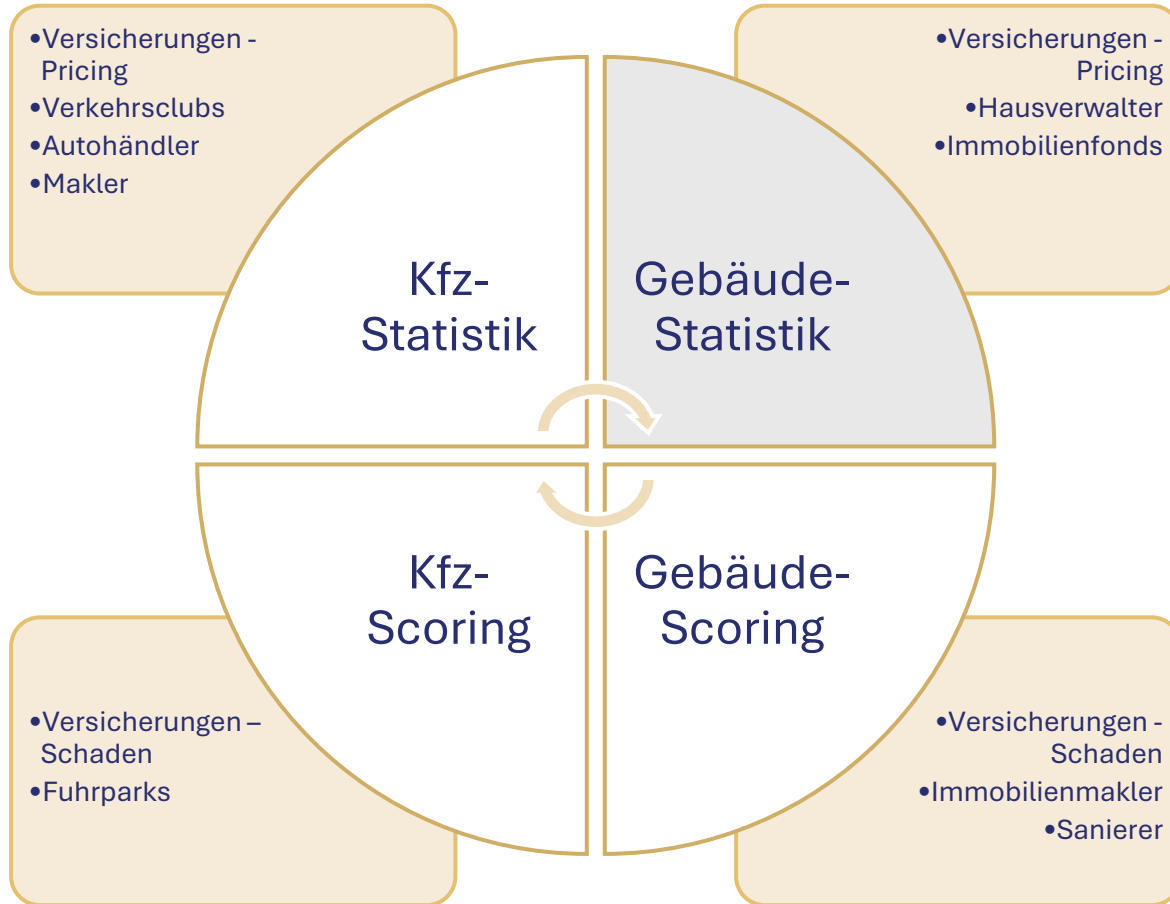 •Versicherungen -
Pricing
•Verkehrsclubs
•Autohändler
•Makler
•Versicherungen -
Pricing
•Hausverwalter
•Immobilienfonds
Kfz-
Statistik
Gebäude-
Statistik
Kfz-
Scoring
Gebäude-
Scoring
•Versicherungen –
Schaden
•Fuhrparks
•Versicherungen -
Schaden
•Immobilienmakler
•Sanierer